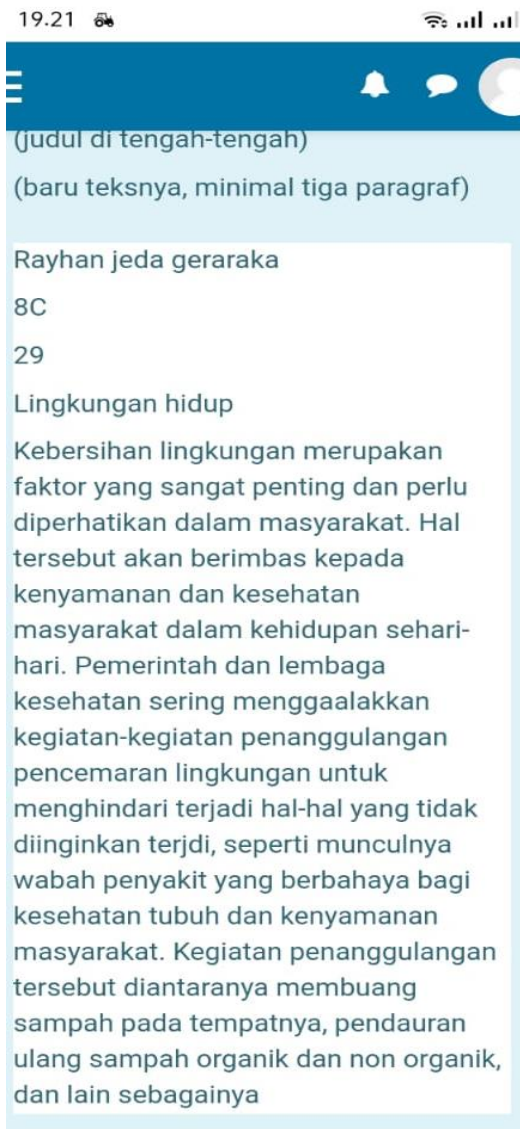 19.21
(judul di tengah-tengah)
(baru teksnya, minimal tiga paragraf)
Rayhan jeda geraraka
8C
29
Lingkungan hidup
Kebersihan lingkungan merupakan
faktor yang sangat penting dan perlu
diperhatikan dalam masyarakat. Hal
tersebut akan berimbas kepada
kenyamanan dan kesehatan
masyarakat dalam kehidupan sehari-
hari. Pemerintah dan lembaga
kesehatan sering menggaalakkan
kegiatan-kegiatan penanggulangan
pencemaran lingkungan untuk
menghindari terjadi hal-hal yang tidak
diinginkan terjdi, seperti munculnya
wabah penyakit yang berbahaya bagi
kesehatan tubuh dan kenyamanan
masyarakat. Kegiatan penanggulangan
tersebut diantaranya membuang
sampah pada tempatnya, pendauran
ulang sampah organik dan non organik,
dan lain sebagainya